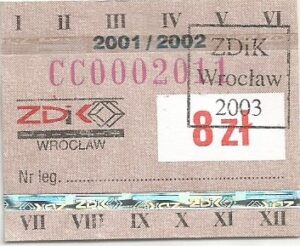 I II III IV V VI
2001/2002
CC0002011
ZDiK
Wrocław
2003
ZDiK
WROCŁAW
8 zł
Nr leg.
ZDiK
VII VIII IX X XI XII